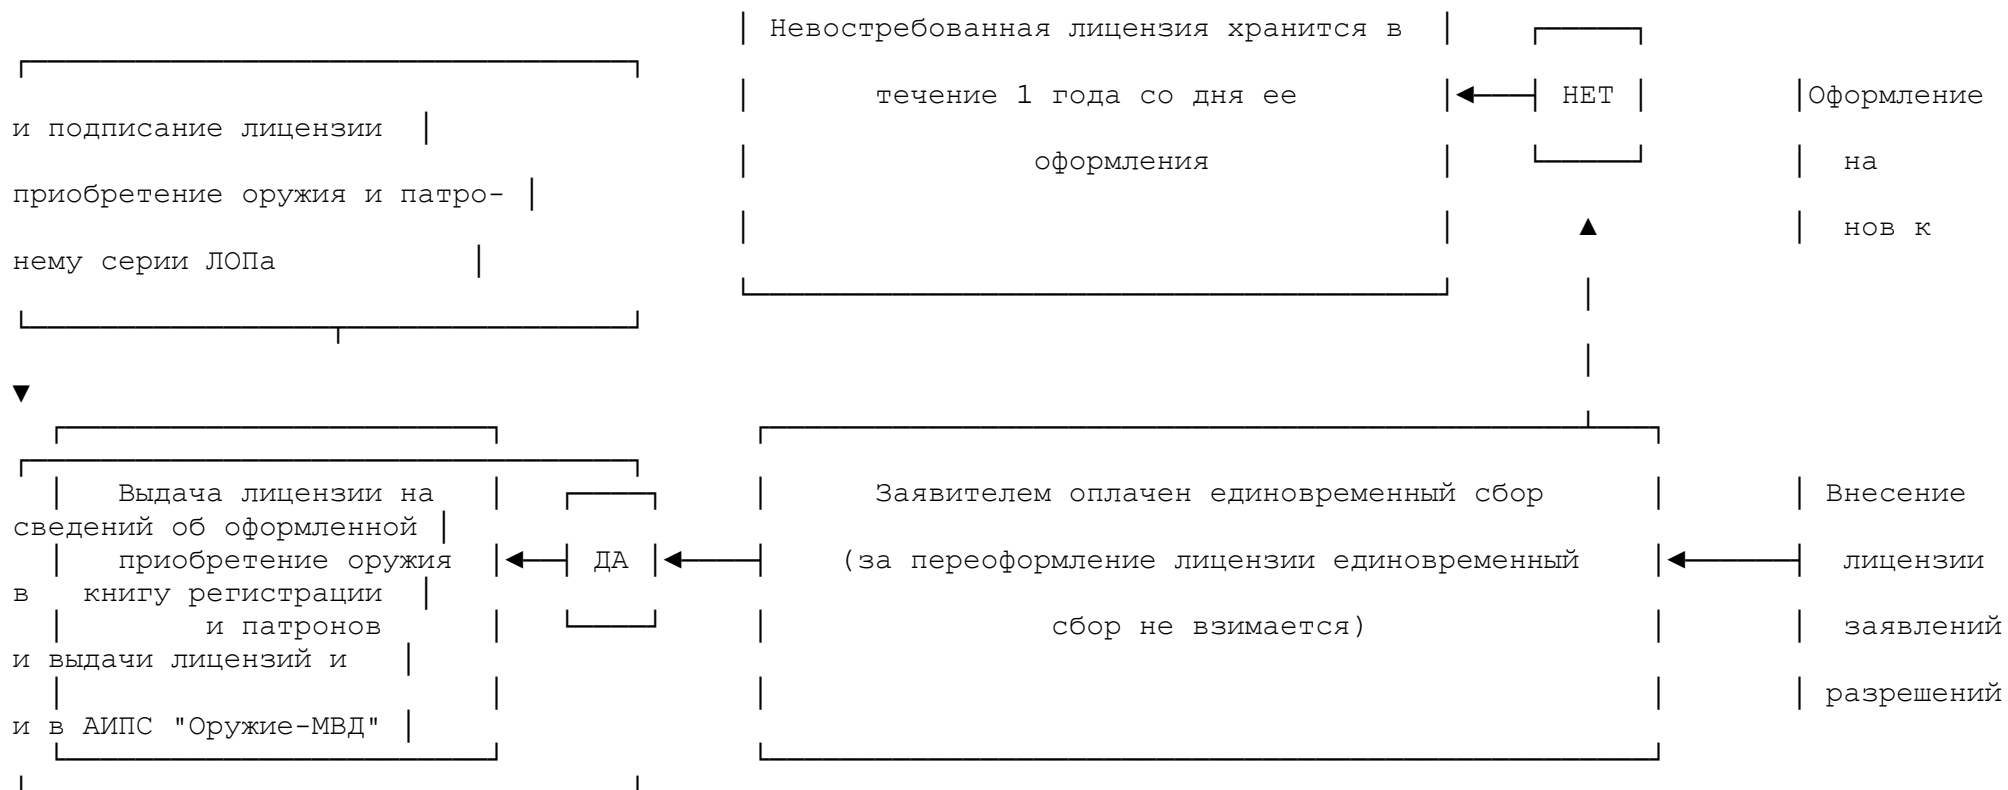 Невостребованная лицензия хранится в
течение 1 года со дня ее НЕТ Оформление
и подписание лицензии
оформления на
приобретение оружия и патро-
нов к
нему серии ЛОПа
Выдача лицензии на Заявителем оплачен единовременный сбор Внесение
сведений об оформленной
приобретение оружия ДА (за переоформление лицензии единовременный лицензии
в книгу регистрации
и патронов сбор не взимается) заявлений
и выдачи лицензий и
разрешений
и в АИПС "Оружие-МВД"